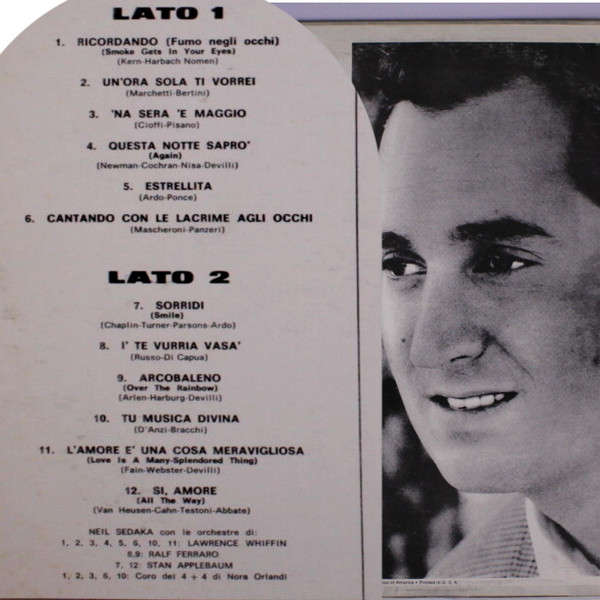 LATO 1
1. RICORDANDO (Fumo negli occhi)
(Smoke Gets In Your Eyes)
(Kern-Harbach Nomen)
2. UN'ORA SOLA TI VORREI
(Marchetti-Bertini)
3. 'NA SERA 'E MAGGIO
(Cioffi-Pisano)
4. QUESTA NOTTE SAPRO'
(Again)
(Newman-Cochran-Nisa-Devilli)
5. ESTRELLITA
(Ardo-Ponce)
6. CANTANDO CON LE LACRIME AGLI OCCHI
(Mascheroni-Panzeri)
LATO 2
7. SORRIDI
(Smile)
(Chaplin-Turner-Parsons-Ardo)
8. I' TE VURRIA VASA'
(Russo-Di Capua)
9. ARCOBALENO
(Over The Rainbow)
(Arlen-Harburg-Devilli)
10. TU MUSICA DIVINA
(D'Anzi-Bracchi)
11. L'AMORE E' UNA COSA MERAVIGLIOSA
(Love Is A Many-Splendored Thing)
(Fain-Webster-Devilli)
12. SI, AMORE
(All The Way)
(Van Heusen-Cahn-Testoni-Abbate)
NEIL SEDAKA con le orchestre di:
1, 2, 3, 4, 5, 6, 10, 11: LAWRENCE WHIFFIN
8,9: RALF FERRARO
7, 12: STAN APPLEBAUM
1, 2, 3, 6, 10: Coro dei 4 + 4 di Nora Orlandi
of America • Printed in U. S. A.